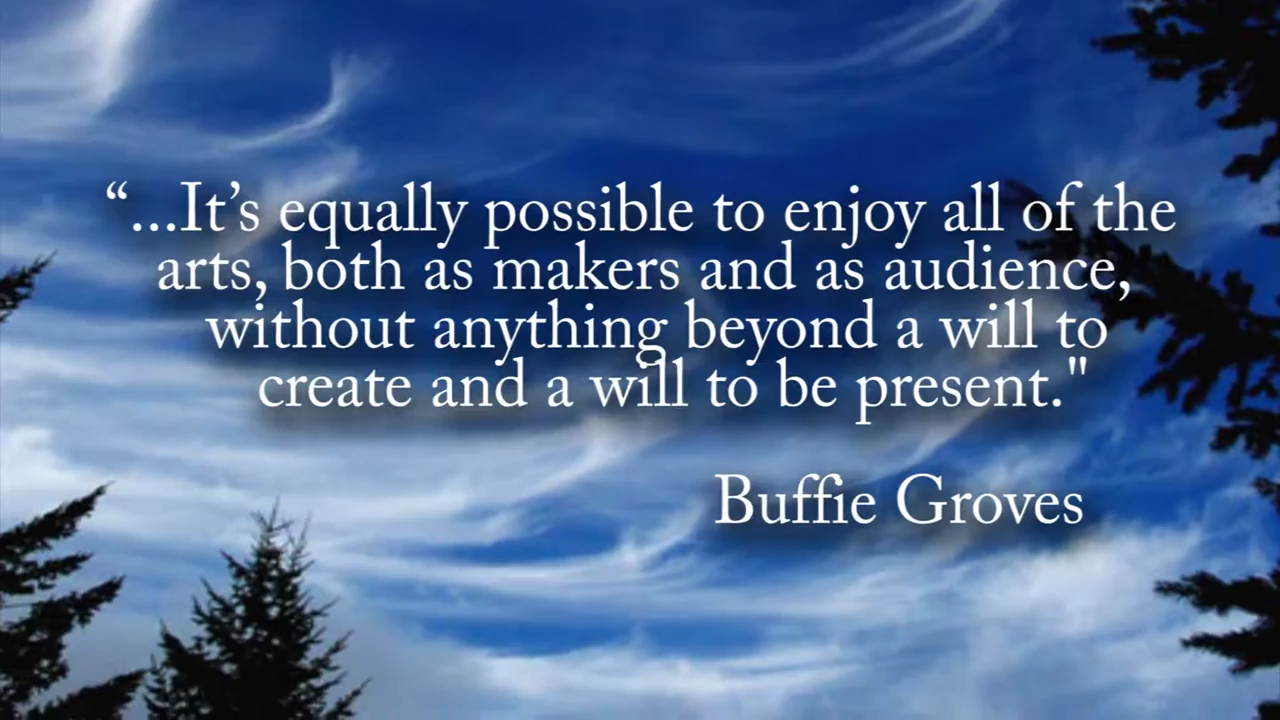 “...It’s equally possible to enjoy all of the
arts, both as makers and as audience,
without anything beyond a will to
create and a will to be present."
Buffie Groves